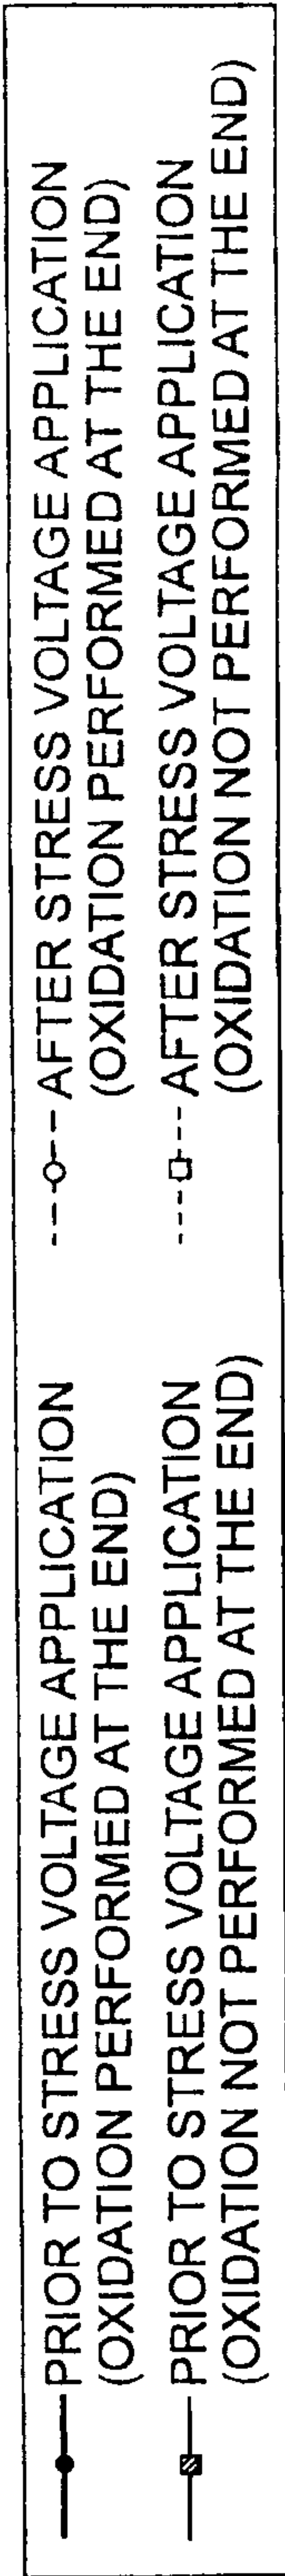 PRIOR TO STRESS VOLTAGE APPLICATION
(OXIDATION PERFORMED AT THE END)
PRIOR TO STRESS VOLTAGE APPLICATION
(OXIDATION NOT PERFORMED AT THE END)
AFTER STRESS VOLTAGE APPLICATION
(OXIDATION PERFORMED AT THE END)
AFTER STRESS VOLTAGE APPLICATION
(OXIDATION NOT PERFORMED AT THE END)